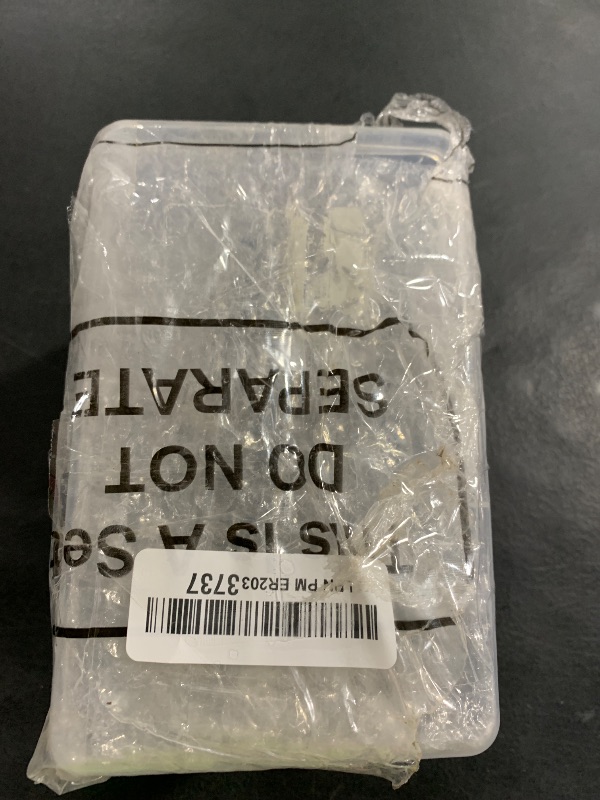 LPN PM ER2033737
This is A Set
DO NOT
SEPARATE